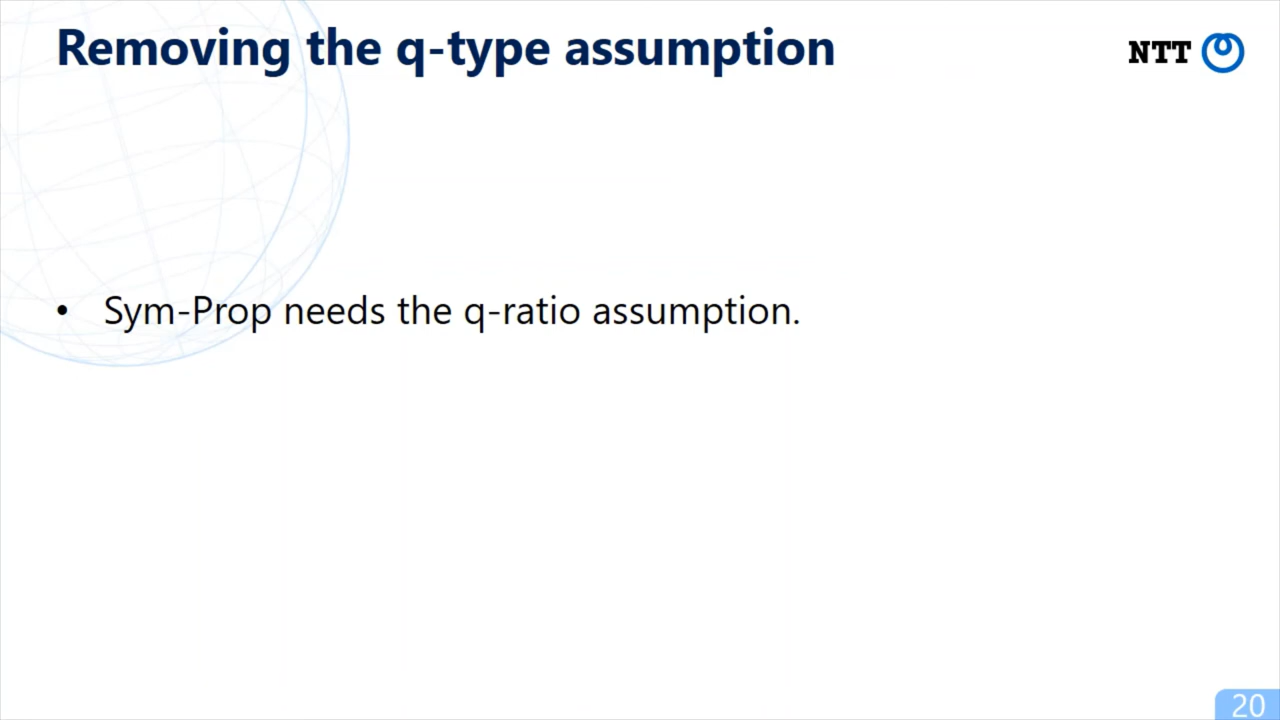 Removing the q-type assumption
NTT
• Sym-Prop needs the q-ratio assumption.
20